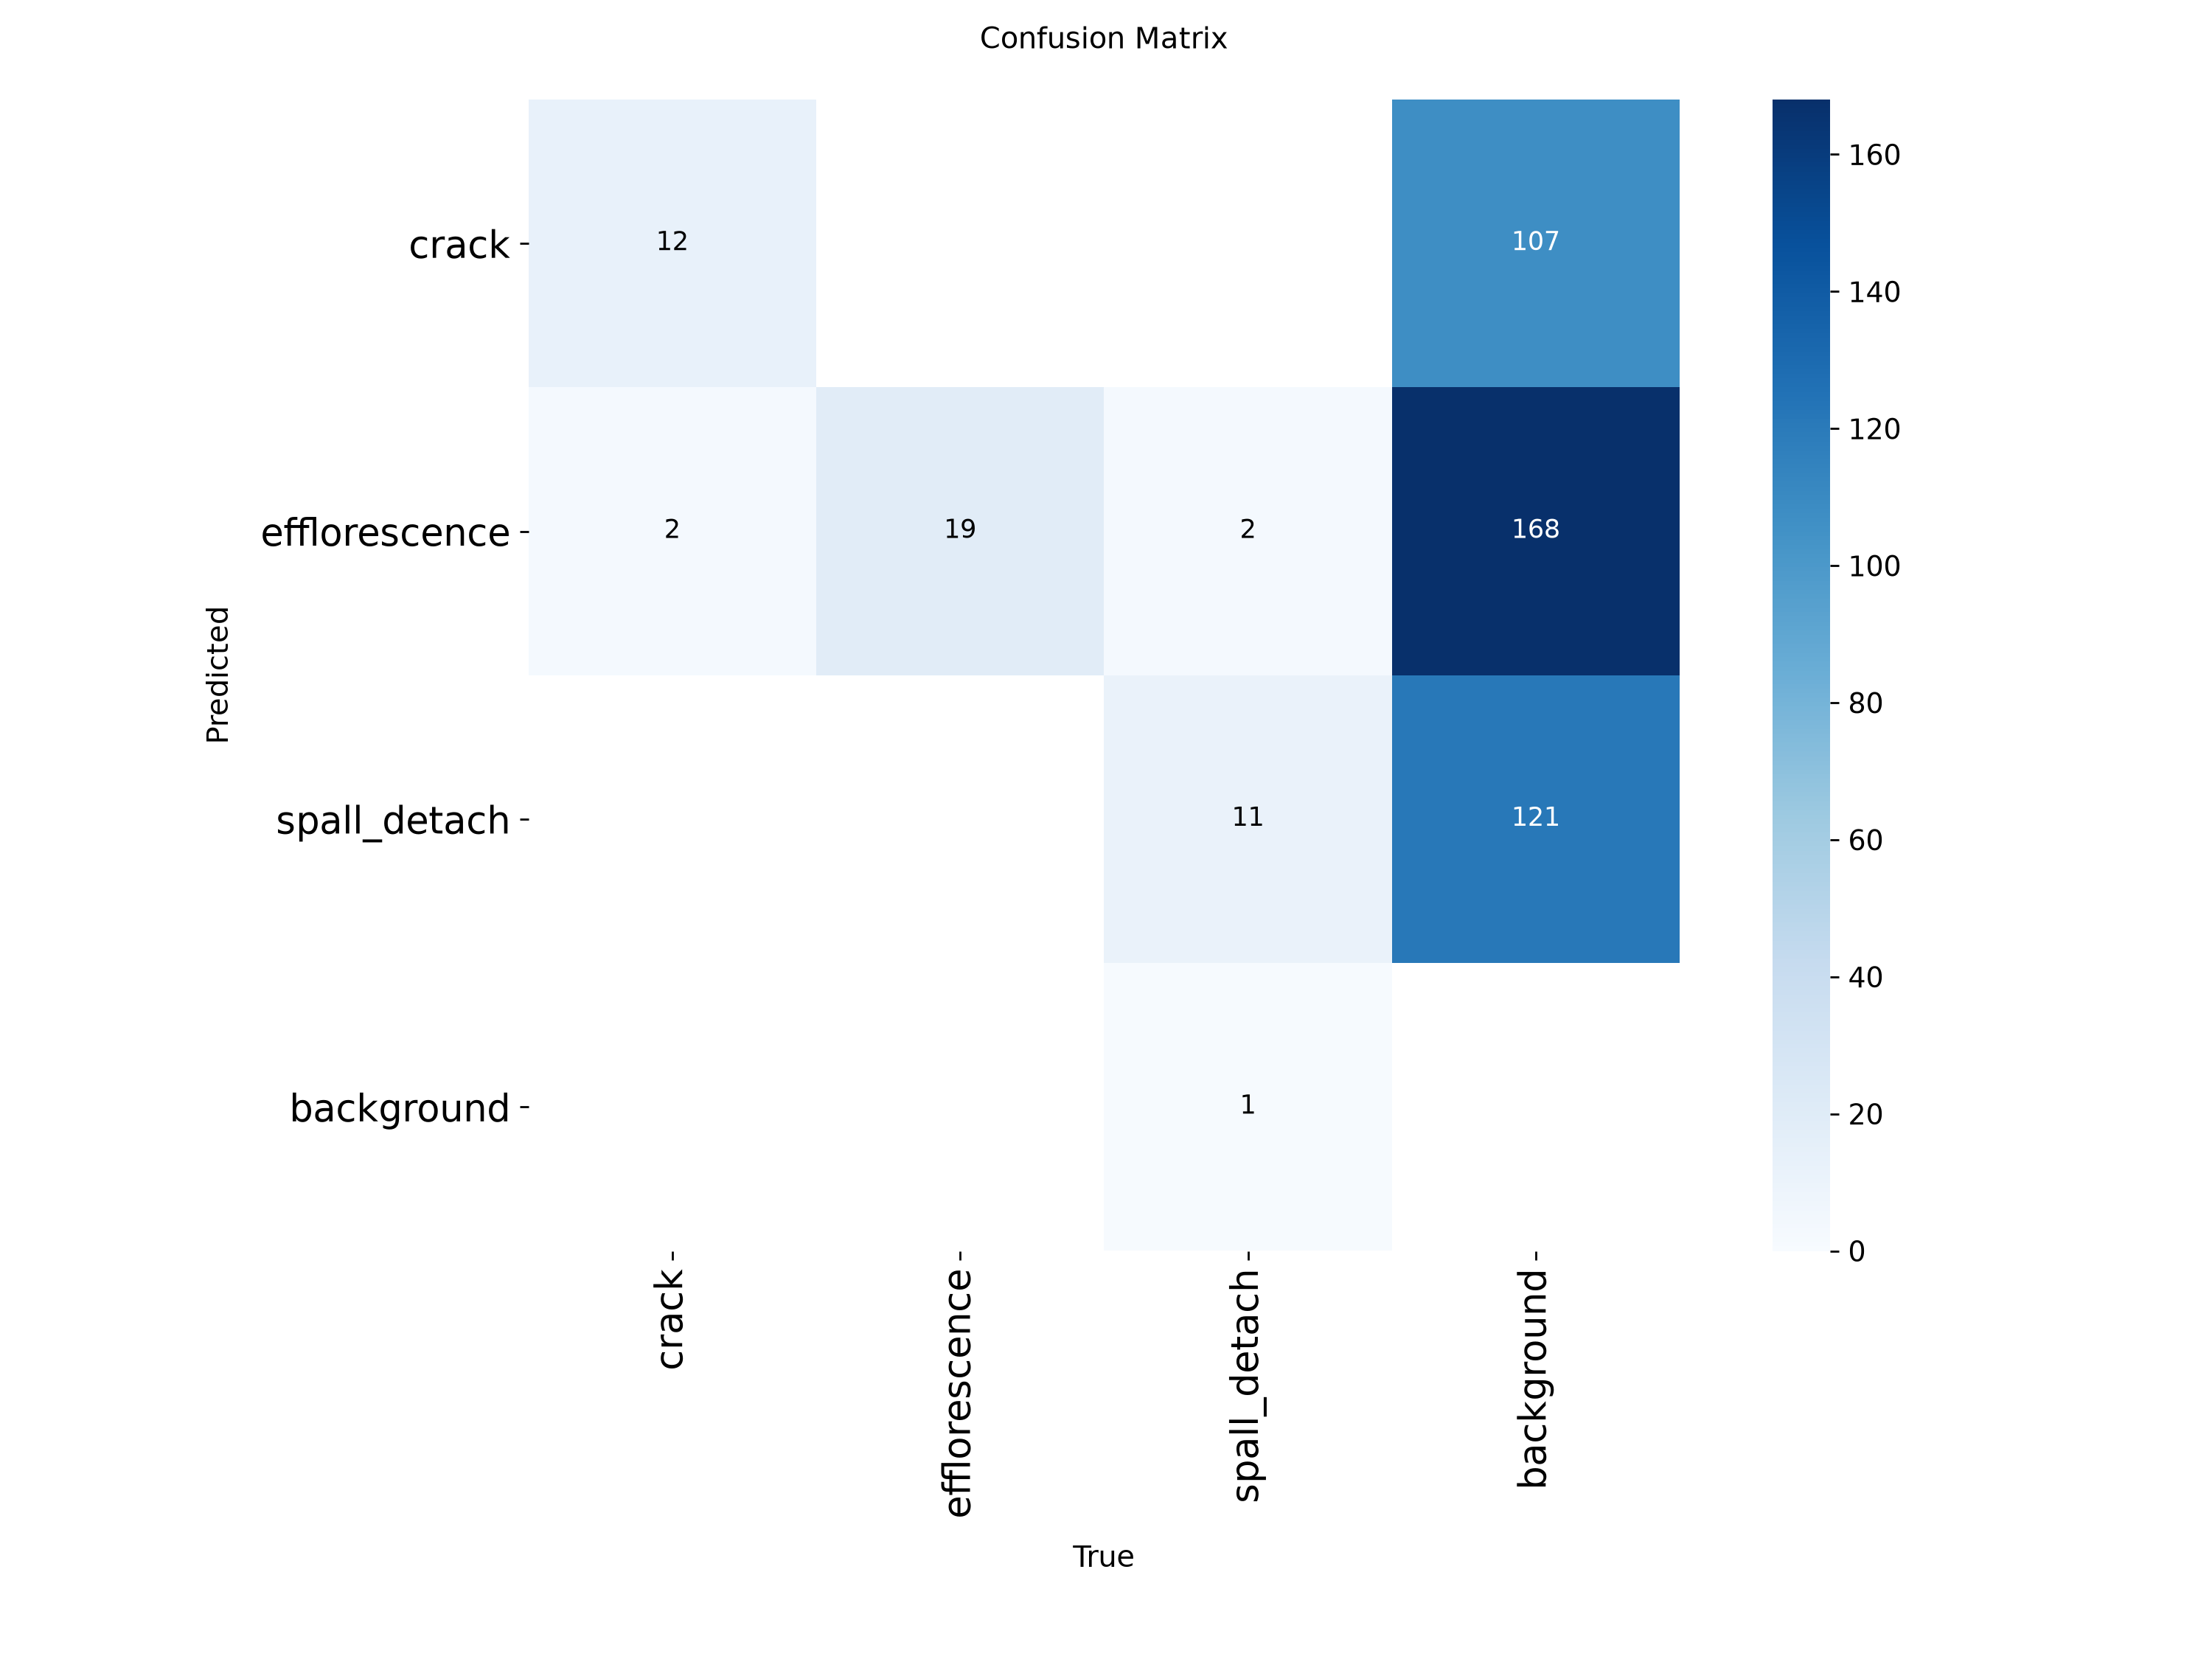 Confusion Matrix
crack
12
107
efflorescence
2
19
2
168
spall_detach
11
121
background
1
Predicted
crack
efflorescence
spall_detach
background
True
160
140
120
100
80
60
40
20
0